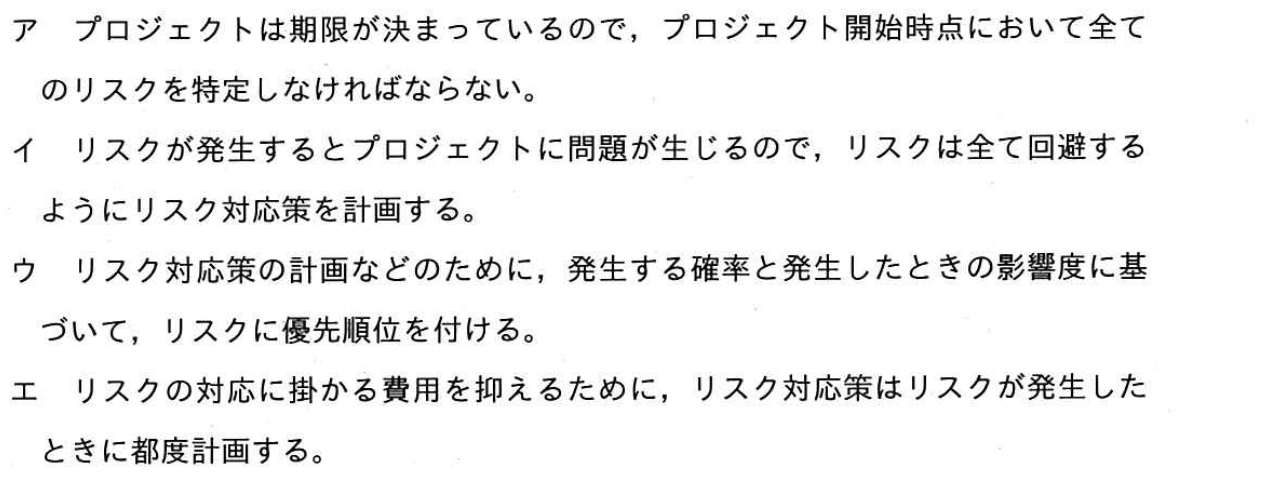 ア　プロジェクトは期限が決まっているので，プロジェクト開始時点において全て
のリスクを特定しなければならない。
イ　リスクが発生するとプロジェクトに問題が生じるので，リスクは全て回避する
ようにリスク対応策を計画する。
ウ　リスク対応策の計画などのために，発生する確率と発生したときの影響度に基
づいて，リスクに優先順位を付ける。
エ　リスクの対応に掛かる費用を抑えるために，リスク対応策はリスクが発生した
ときに都度計画する。